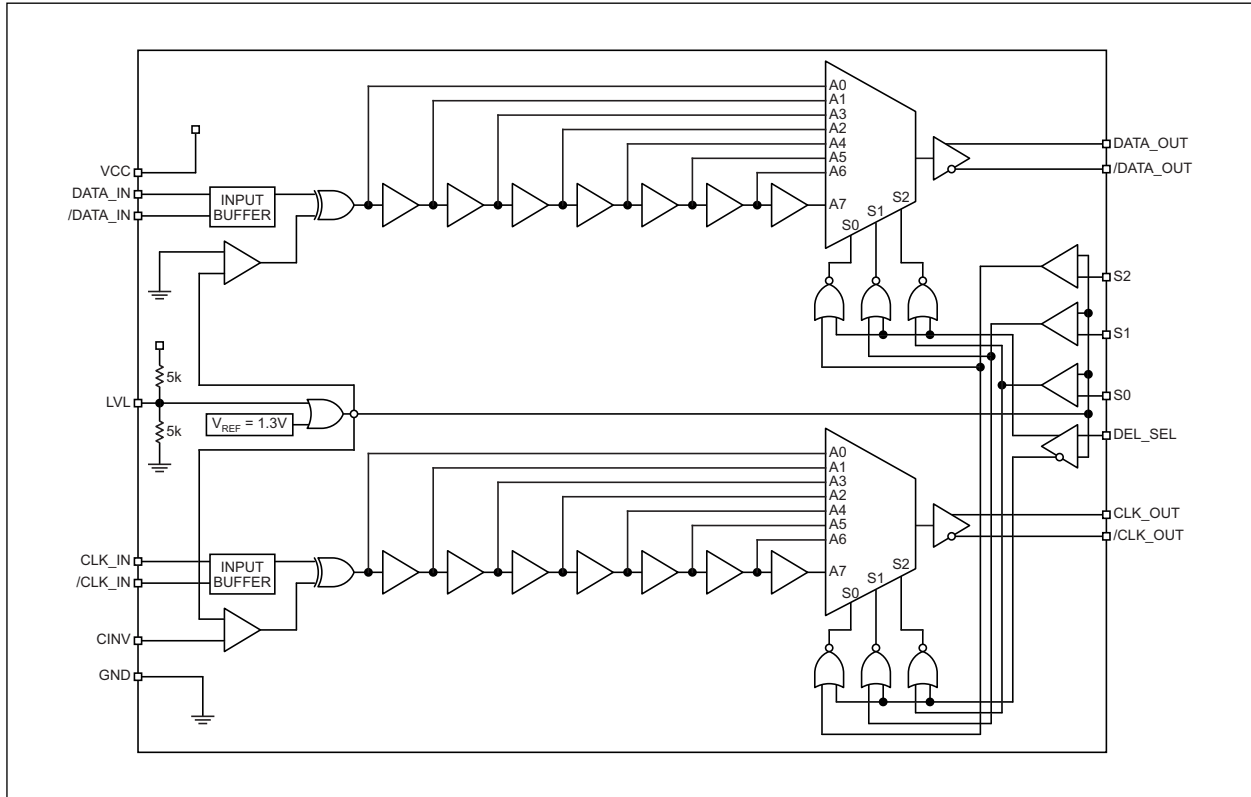 VCC
DATA_IN
/DATA_IN
INPUT
BUFFER
A0
A1
A3
A2
A4
A5
A6
A7
S0
S1
S2
DATA_OUT
/DATA_OUT
S2
S1
S0
DEL_SEL
5k
LVL
5k
VREF = 1.3V
A0
A1
A3
A2
A4
A5
A6
A7
S0
S1
S2
CLK_OUT
/CLK_OUT
CLK_IN
/CLK_IN
INPUT
BUFFER
CINV
GND